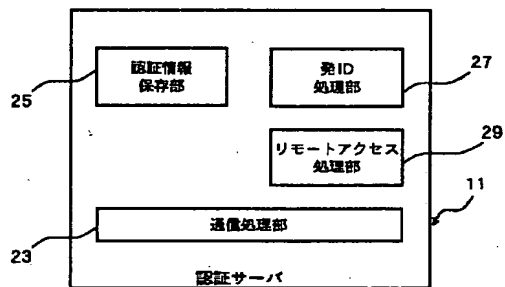 認証情報
保存部
発ID
処理部
リモートアクセス
処理部
通信処理部
認証サーバ
25
27
29
11
23